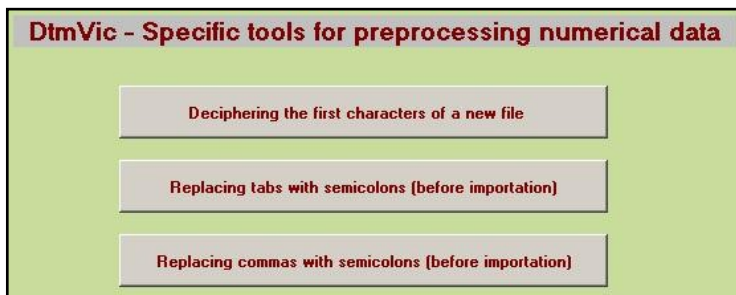 DtmVic - Specific tools for preprocessing numerical data
Deciphering the first characters of a new file
Replacing tabs with semicolons (before importation)
Replacing commas with semicolons (before importation)